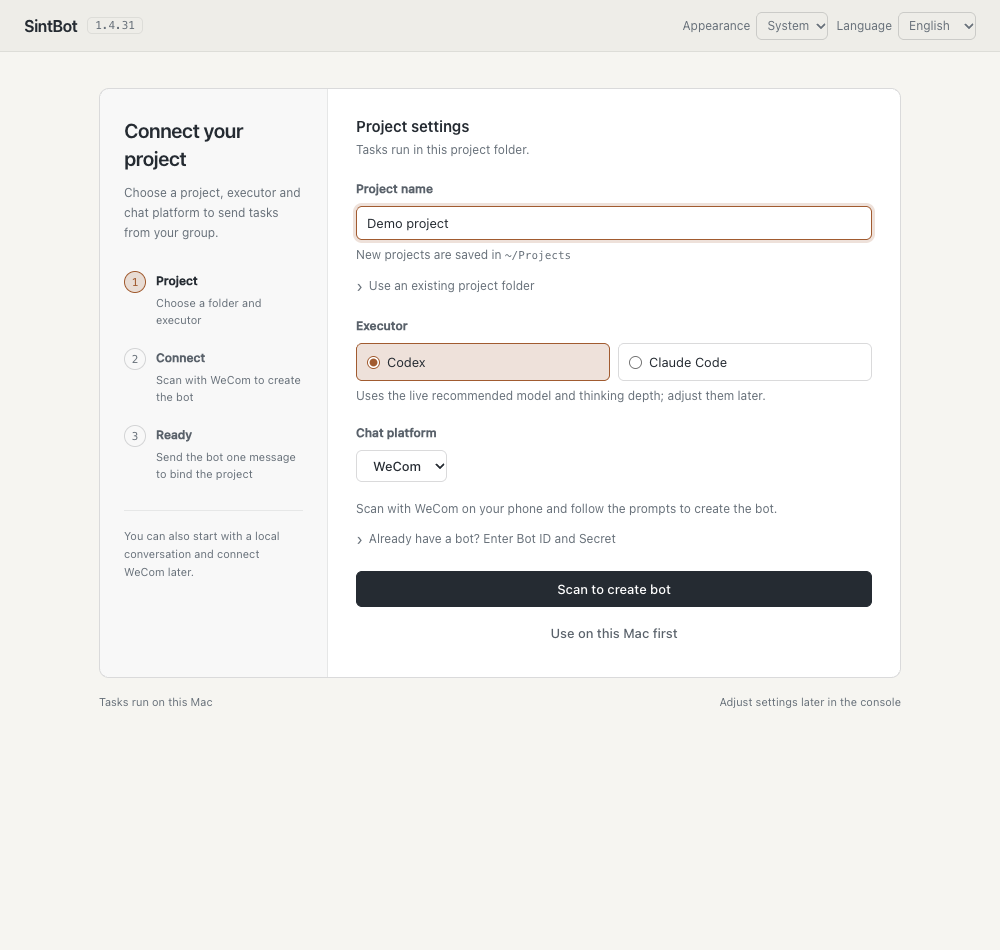 SintBot 1.4.31 Appearance System Language English
Connect your
project
Choose a project, executor and
chat platform to send tasks
from your group.
1 Project
Choose a folder and
executor
2 Connect
Scan with WeCom to create
the bot
3 Ready
Send the bot one message
to bind the project
You can also start with a local
conversation and connect
WeCom later.
Project settings
Tasks run in this project folder.
Project name
Demo project
New projects are saved in ~/Projects
› Use an existing project folder
Executor
Codex Claude Code
Uses the live recommended model and thinking depth; adjust them later.
Chat platform
WeCom
Scan with WeCom on your phone and follow the prompts to create the bot.
› Already have a bot? Enter Bot ID and Secret
Scan to create bot
Use on this Mac first
Tasks run on this Mac Adjust settings later in the console